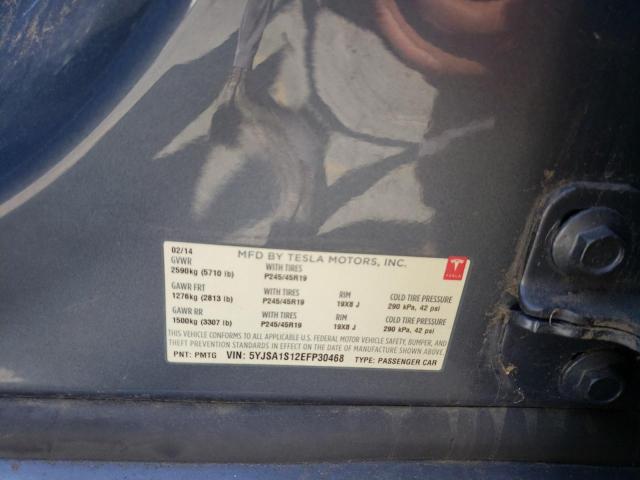 02/14
MFD BY TESLA MOTORS, INC.
GVWR WITH TIRES
2590kg (5710 lb) P245/45R19
GAWR FRT WITH TIRES RIM COLD TIRE PRESSURE
1276kg (2813 lb) P245/45R19 19X8 J 290 kPa, 42 psi
GAWR RR WITH TIRES RIM COLD TIRE PRESSURE
1500kg (3307 lb) P245/45R19 19X8 J 290 kPa, 42 psi
THIS VEHICLE CONFORMS TO ALL APPLICABLE U.S. FEDERAL MOTOR VEHICLE SAFETY, BUMPER, AND
THEFT PREVENTION STANDARDS IN EFFECT ON THE DATE OF MANUFACTURE SHOWN ABOVE.
PNT: PMTG VIN: 5YJSA1S12EFP30468 TYPE: PASSENGER CAR
TESLA